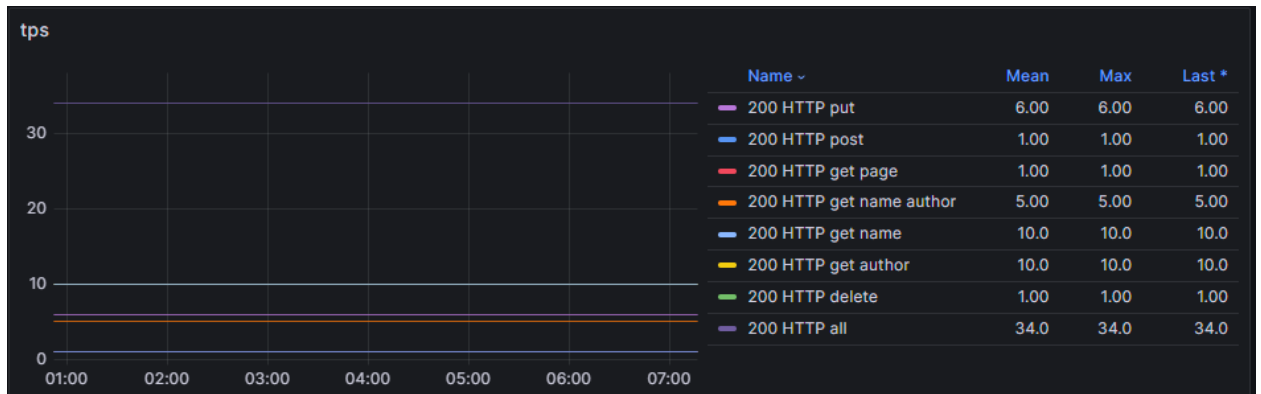 tps
Name Mean Max Last *
200 HTTP put 6.00 6.00 6.00
200 HTTP post 1.00 1.00 1.00
200 HTTP get page 1.00 1.00 1.00
200 HTTP get name author 5.00 5.00 5.00
200 HTTP get name 10.0 10.0 10.0
200 HTTP get author 10.0 10.0 10.0
200 HTTP delete 1.00 1.00 1.00
200 HTTP all 34.0 34.0 34.0
30
20
10
0
01:00 02:00 03:00 04:00 05:00 06:00 07:00